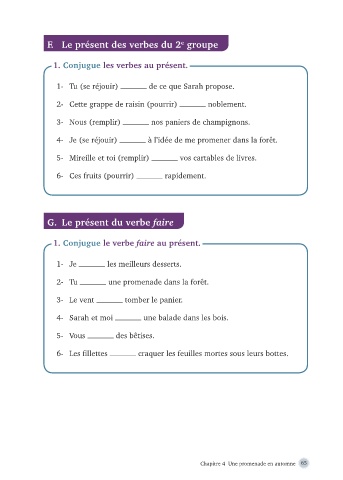 F. Le présent des verbes du 2e groupe
1. Conjugue les verbes au présent.
1- Tu (se réjouir) ______ de ce que Sarah propose.
2- Cette grappe de raisin (pourrir) ______ noblement.
3- Nous (remplir) ______ nos paniers de champignons.
4- Je (se réjouir) ______ à l'idée de me promener dans la forêt.
5- Mireille et toi (remplir) ______ vos cartables de livres.
6- Ces fruits (pourrir) ______ rapidement.
G. Le présent du verbe faire
1. Conjugue le verbe faire au présent.
1- Je ______ les meilleurs desserts.
2- Tu ______ une promenade dans la forêt.
3- Le vent ______ tomber le panier.
4- Sarah et moi ______ une balade dans les bois.
5- Vous ______ des bêtises.
6- Les fillettes ______ craquer les feuilles mortes sous leurs bottes.
Chapitre 4 Une promenade en automne 65